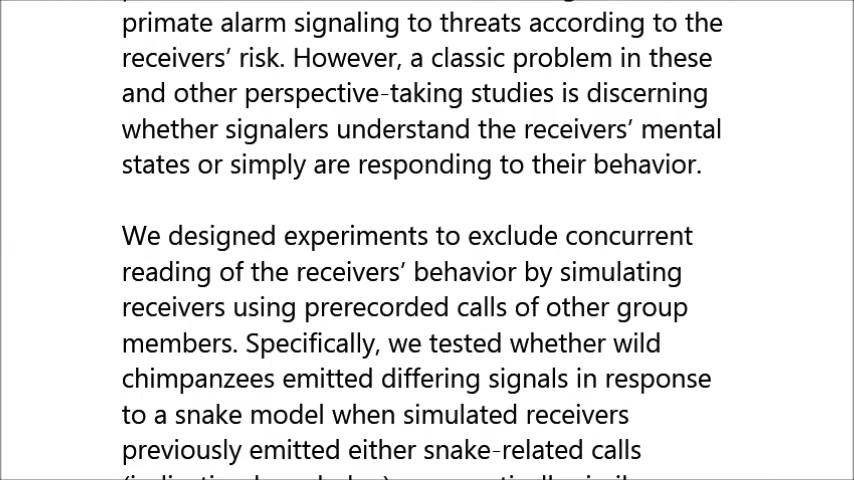 primate alarm signaling to threats according to the
receivers’ risk. However, a classic problem in these
and other perspective-taking studies is discerning
whether signalers understand the receivers’ mental
states or simply are responding to their behavior.
We designed experiments to exclude concurrent
reading of the receivers’ behavior by simulating
receivers using prerecorded calls of other group
members. Specifically, we tested whether wild
chimpanzees emitted differing signals in response
to a snake model when simulated receivers
previously emitted either snake-related calls